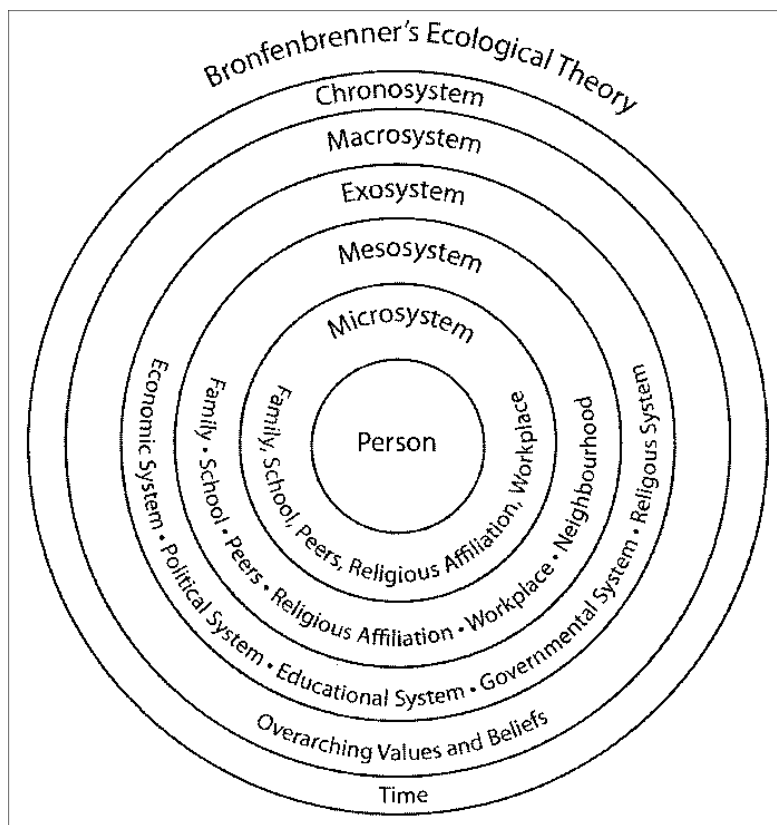 Bronfenbrenner's Ecological Theory
Chronosystem
Macrosystem
Exosystem
Mesosystem
Microsystem
Person
Family, School, Peers, Religious Affiliation, Workplace
Family • School • Peers • Religious Affiliation • Workplace • Neighbourhood
Economic System • Political System • Educational System • Governmental System • Religous System
Overarching Values and Beliefs
Time